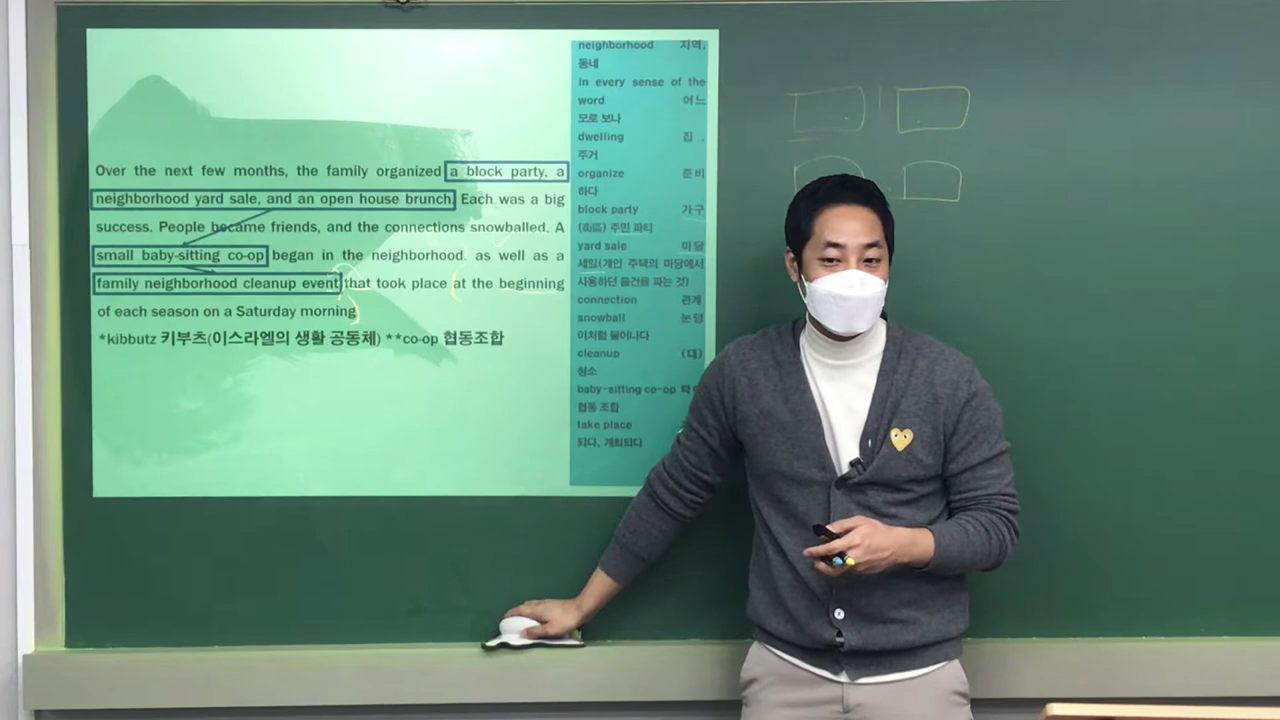 Over the next few months, the family organized a block party, a
neighborhood yard sale, and an open house brunch. Each was a big
success. People became friends, and the connections snowballed. A
small baby-sitting co-op began in the neighborhood, as well as a
family neighborhood cleanup event that took place at the beginning
of each season on a Saturday morning
*kibbutz 키부츠(이스라엘의 생활 공동체) **co-op 협동조합
neighborhood 지역,
동네
in every sense of the
word 어느
모로 보나
dwelling 집,
주거
organize 준비
하다
block party 가구
(街區) 주민 파티
yard sale 마당
세일(개인 주택의 마당에서
사용하던 물건을 파는 것)
connection 관계
snowball 눈덩
이처럼 불어나다
cleanup (대)
청소
baby-sitting co-op
협동 조합
take place
되다, 개최되다